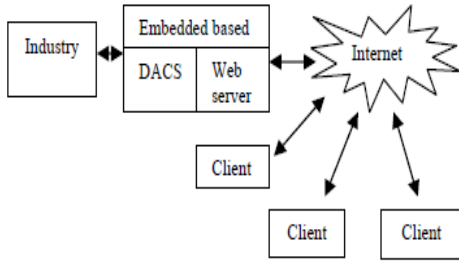 Embedded based
Industry
DACS
Web
server
Internet
Client
Client
Client